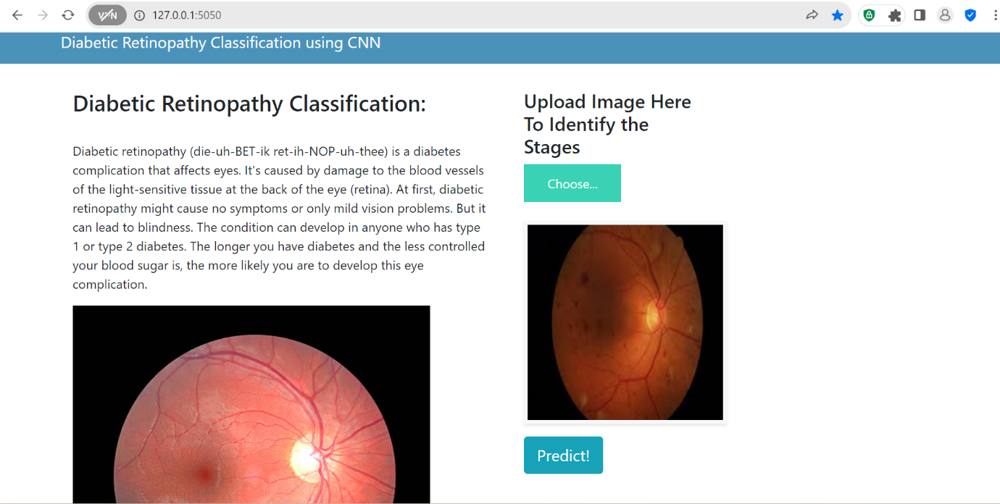 VPN
127.0.0.1:5050
Diabetic Retinopathy Classification using CNN
Diabetic Retinopathy Classification:
Diabetic retinopathy (die-uh-BET-ik ret-ih-NOP-uh-thee) is a diabetes
complication that affects eyes. It's caused by damage to the blood vessels
of the light-sensitive tissue at the back of the eye (retina). At first, diabetic
retinopathy might cause no symptoms or only mild vision problems. But it
can lead to blindness. The condition can develop in anyone who has type
1 or type 2 diabetes. The longer you have diabetes and the less controlled
your blood sugar is, the more likely you are to develop this eye
complication.
Upload Image Here
To Identify the
Stages
Choose...
Predict!